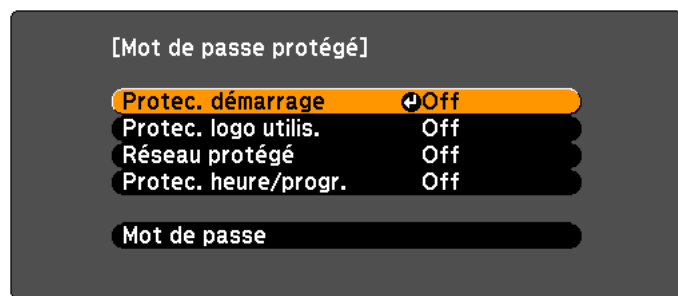 [Mot de passe protégé]
Protec. démarrage Off
Protec. logo utilis. Off
Réseau protégé Off
Protec. heure/progr. Off
Mot de passe